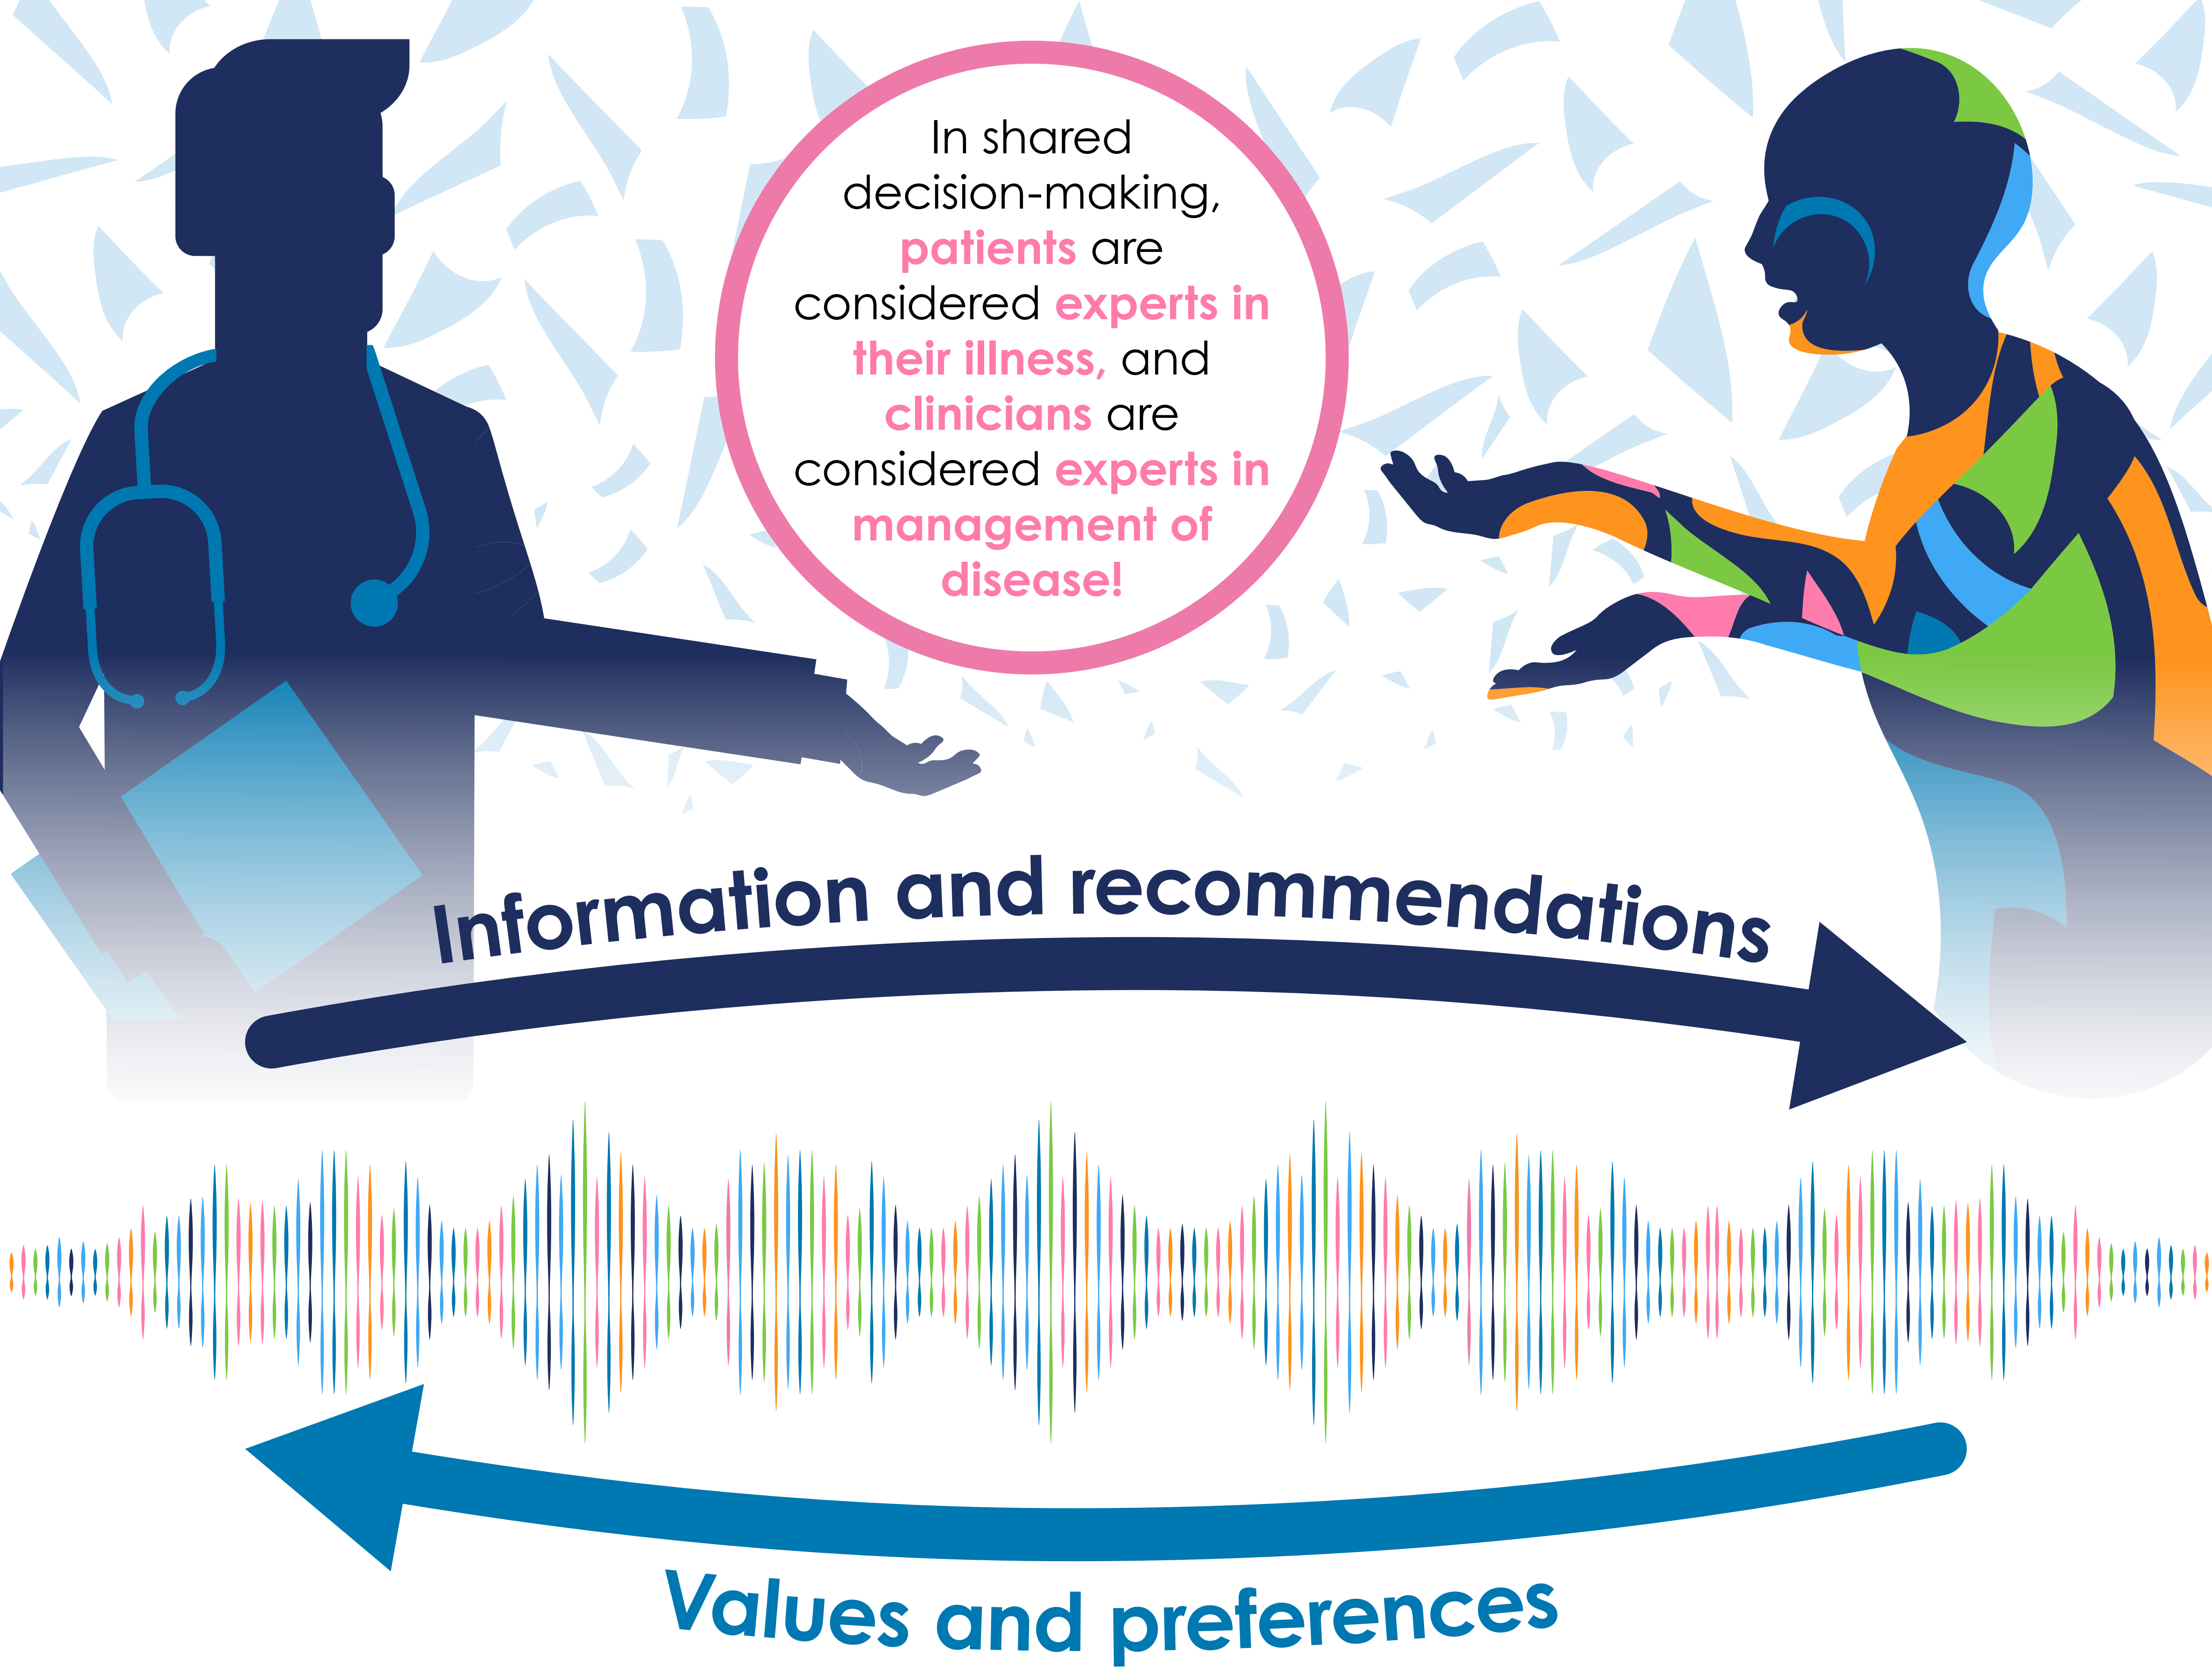 In shared
decision-making,
patients are
considered experts in
their illness, and
clinicians are
considered experts in
management of
disease!
Information and recommendations
Values and preferences